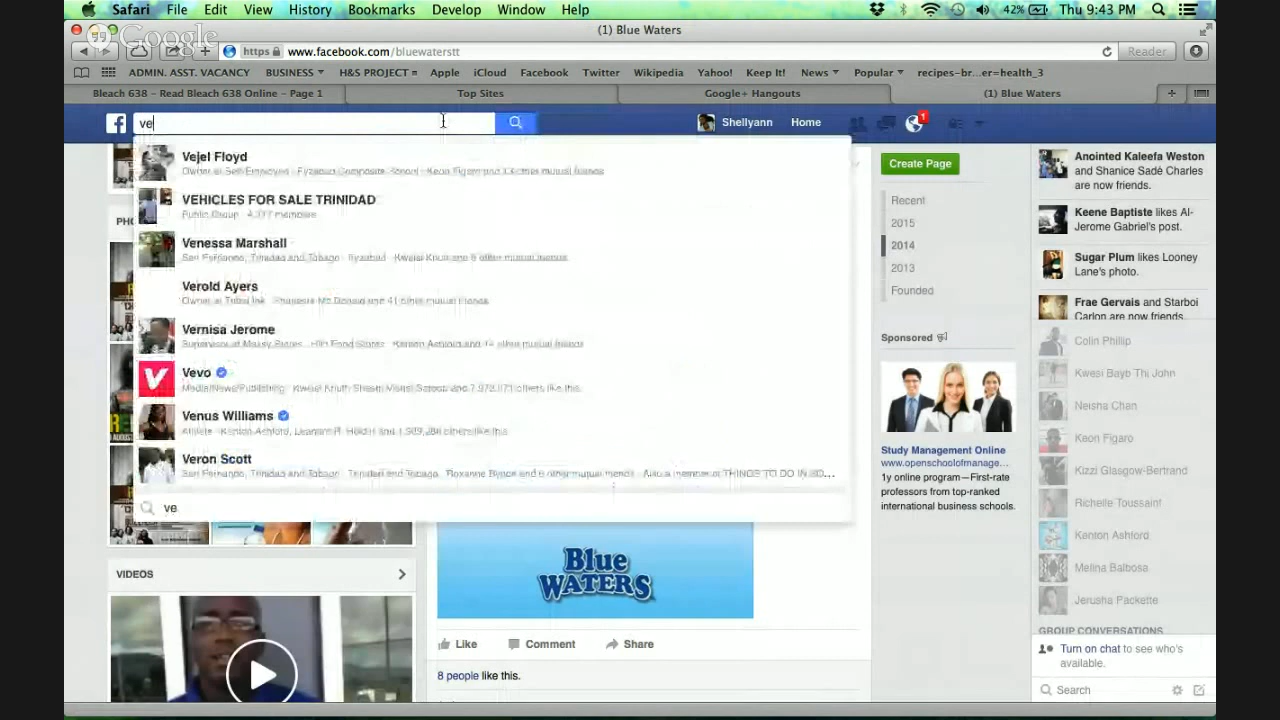 Safari File Edit View History Bookmarks Develop Window Help
42% Thu 9:43 PM
Google
(1) Blue Waters
https www.facebook.com/bluewaterstt
Reader
ADMIN. ASST. VACANCY BUSINESS H&S PROJECT Apple iCloud Facebook Twitter Wikipedia Yahoo! Keep It! News Popular recipes-br...er=health_3
Bleach 638 - Read Bleach 638 Online - Page 1
Top Sites
Google+ Hangouts
(1) Blue Waters
ve
Shellyann Home
1
Vejel Floyd
VEHICLES FOR SALE TRINIDAD
Public Group
Venessa Marshall
Verold Ayers
Vernisa Jerome
Vevo
Venus Williams
Veron Scott
ve
PHO
VIDEOS
Blue
WATERS
Like Comment Share
8 people like this.
Create Page
Recent
2015
2014
2013
Founded
Sponsored
Study Management Online
www.openschoolofmanage...
1y online program—First-rate
professors from top-ranked
international business schools.
Anointed Kaleefa Weston
and Shanice Sadè Charles
are now friends.
Keene Baptiste likes Al-
Jerome Gabriel's post.
Sugar Plum likes Looney
Lane's photo.
Frae Gervais and Starboi
Carlon are now friends.
Colin Phillip
Kwesi Bayb Thi John
Neisha Chan
Keon Figaro
Kizzi Glasgow-Bertrand
Richelle Toussaint
Kenton Ashford
Melina Balbosa
Jerusha Packette
GROUP CONVERSATIONS
Turn on chat to see who's
available.
Search